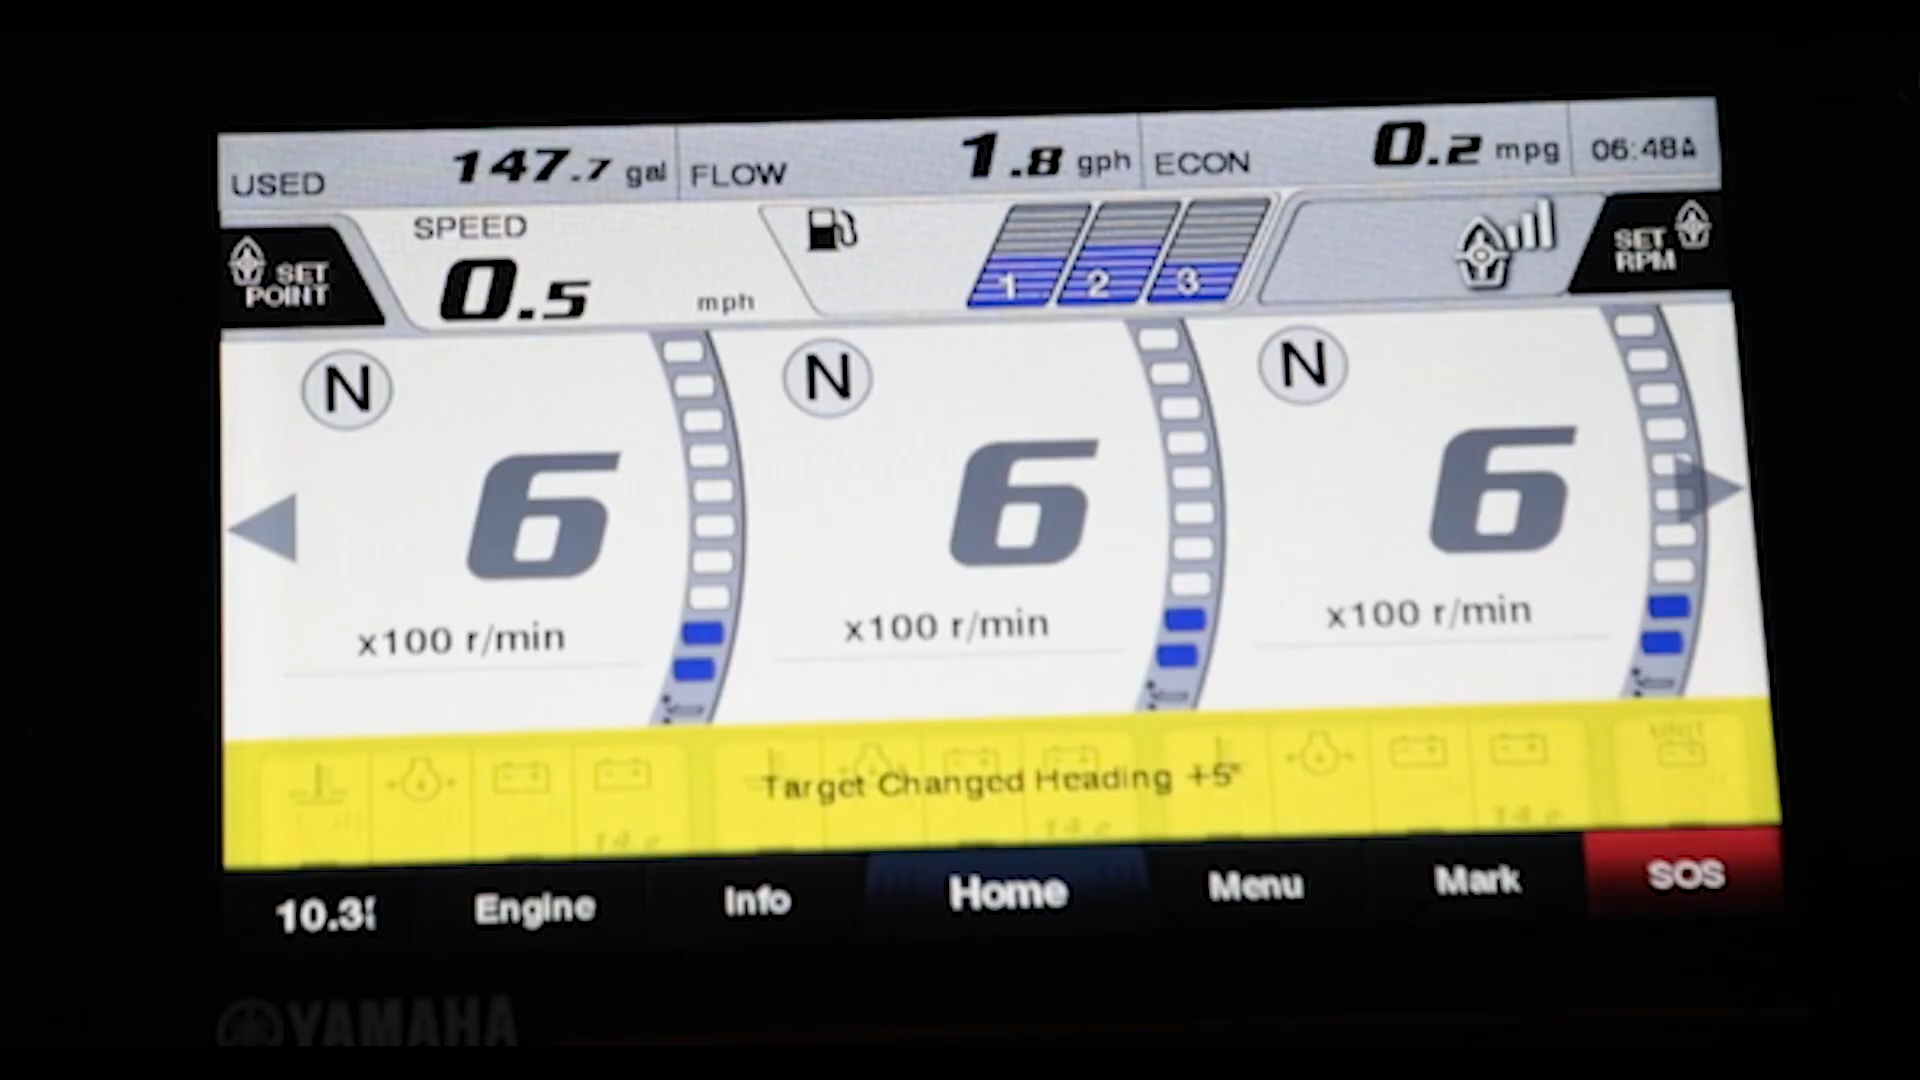 USED 147.7 gal FLOW 1.8 gph ECON 0.2 mpg 06:48A
SET POINT
SPEED
0.5 mph
1 2 3
SET RPM
N N N
6 6 6
x100 r/min x100 r/min x100 r/min
UNIT
Target Changed Heading +5°
Engine Info Home Menu Mark SOS
YAMAHA